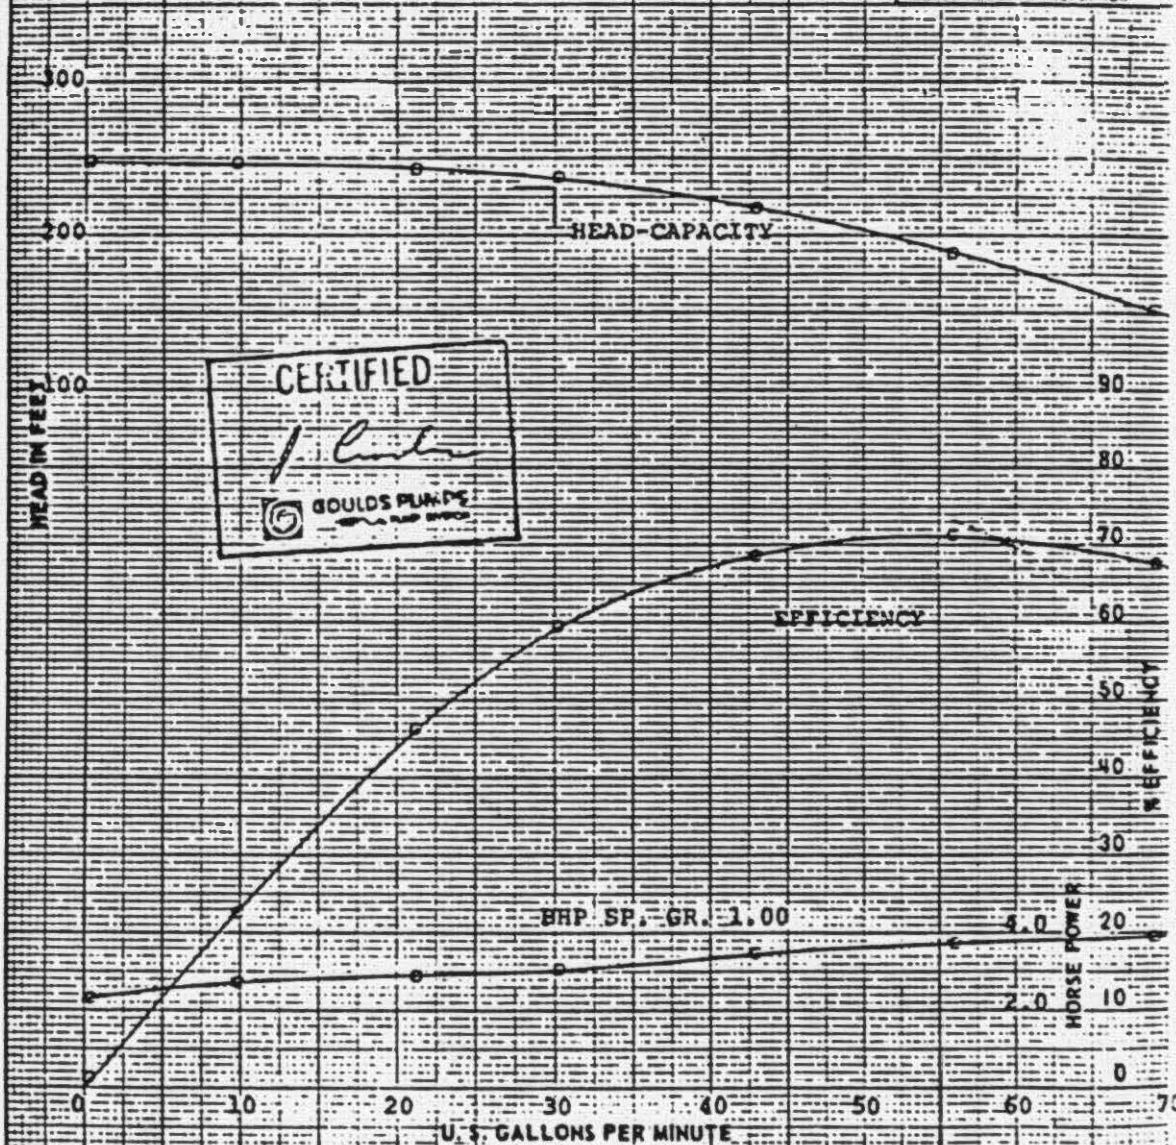 300
200
HEAD-CAPACITY
100
HEAD IN FEET
CERTIFIED
G GOULDS PUMPS
PUMP DIVISION
90
80
70
60
EFFICIENCY
50
% EFFICIENCY
40
30
BHP SP. GR. 1.00
4.0
20
HORSE POWER
2.0
10
0
0 10 20 30 40 50 60 70
U.S. GALLONS PER MINUTE